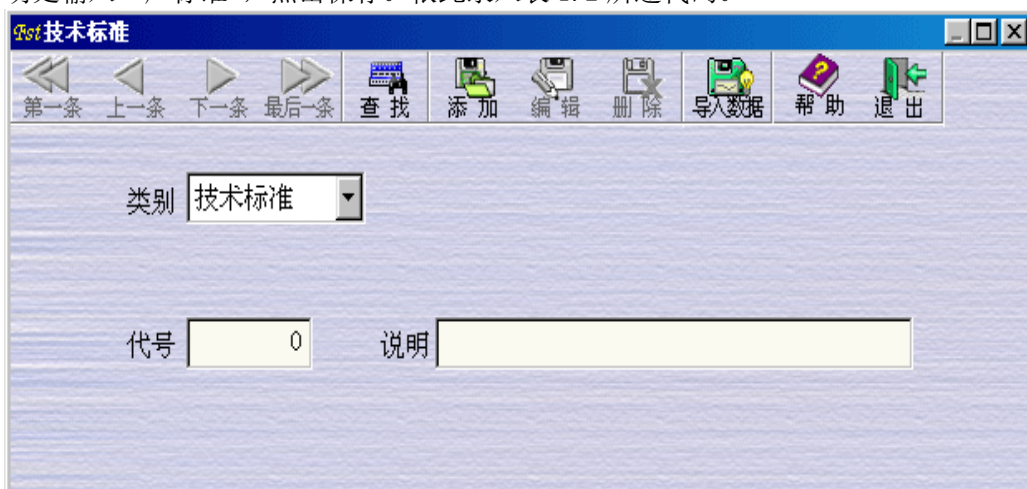 Fst技术标准
第一条 上一条 下一条 最后一条 查找 添加 编辑 删除 导入数据 帮助 退出
类别 技术标准
代号 0 说明